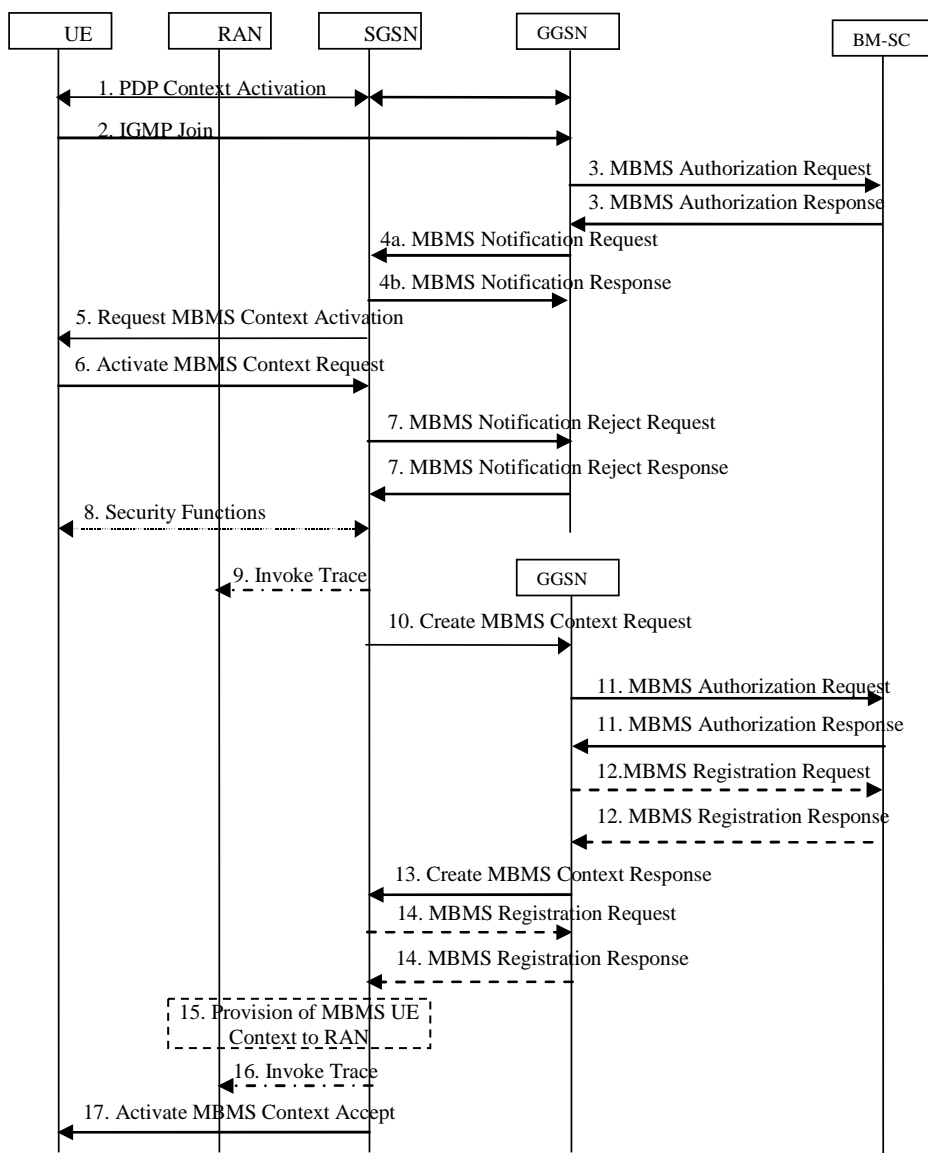 UE
RAN
SGSN
GGSN
BM-SC
1. PDP Context Activation
2. IGMP Join
3. MBMS Authorization Request
3. MBMS Authorization Response
4a. MBMS Notification Request
4b. MBMS Notification Response
5. Request MBMS Context Activation
6. Activate MBMS Context Request
7. MBMS Notification Reject Request
7. MBMS Notification Reject Response
8. Security Functions
9. Invoke Trace
GGSN
10. Create MBMS Context Request
11. MBMS Authorization Request
11. MBMS Authorization Response
12.MBMS Registration Request
12. MBMS Registration Response
13. Create MBMS Context Response
14. MBMS Registration Request
14. MBMS Registration Response
15. Provision of MBMS UE
Context to RAN
16. Invoke Trace
17. Activate MBMS Context Accept